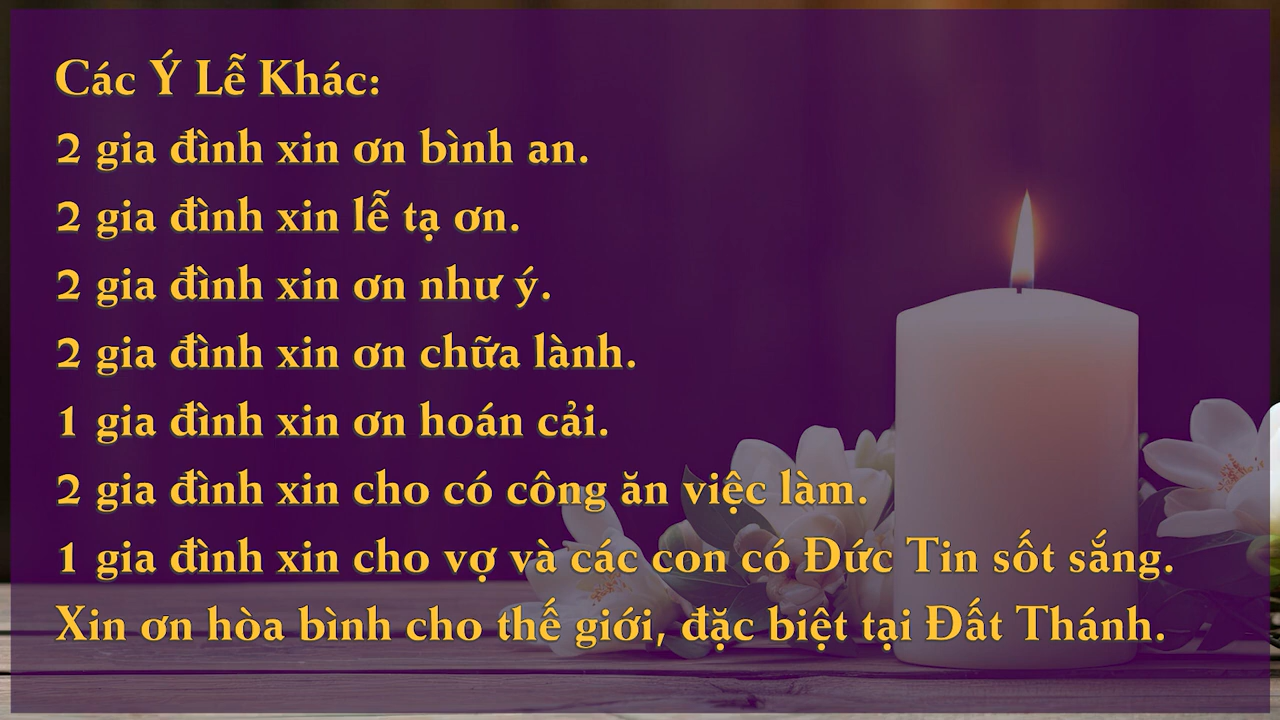 Các Ý Lễ Khác:
2 gia đình xin ơn bình an.
2 gia đình xin lễ tạ ơn.
2 gia đình xin ơn như ý.
2 gia đình xin ơn chữa lành.
1 gia đình xin ơn hoán cải.
2 gia đình xin cho có công ăn việc làm.
1 gia đình xin cho vợ và các con có Đức Tin sốt sắng.
Xin ơn hòa bình cho thế giới, đặc biệt tại Đất Thánh.